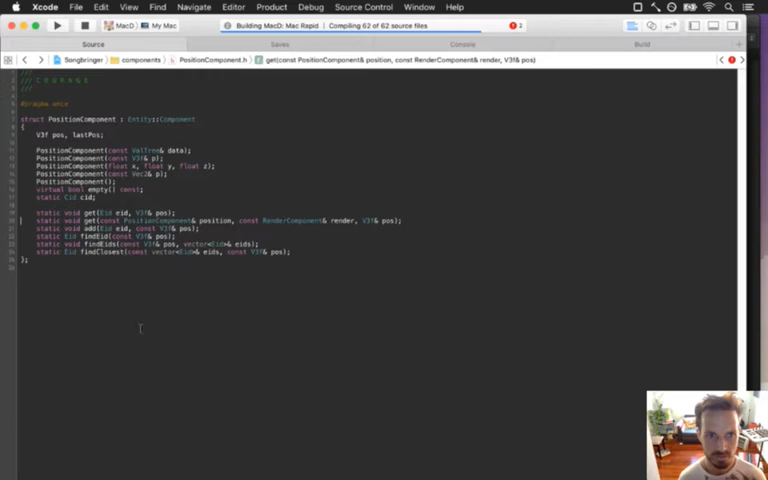 Xcode File Edit View Find Navigate Editor Product Debug Source Control Window Help
MacD My Mac Building MacD: Mac Rapid | Compiling 62 of 62 source files 2
Source Saves Console Build
Songbringer components PositionComponent.h get(const PositionComponent& position, const RenderComponent& render, V3f& pos)
///
///
#pragma once
struct PositionComponent : Entity::Component
{
V3f pos, lastPos;
PositionComponent(const ValTree& data);
PositionComponent(const V3f& p);
PositionComponent(float x, float y, float z);
PositionComponent(const Vec2& p);
PositionComponent();
virtual bool empty() const;
static Cid cid;
static void get(Eid eid, V3f& pos);
static void get(const PositionComponent& position, const RenderComponent& render, V3f& pos);
static void add(Eid eid, const V3f& pos);
static Eid findEid(const V3f& pos);
static void findEids(const V3f& pos, vector<Eid>& eids);
static Eid findClosest(const vector<Eid>& eids, const V3f& pos);
};